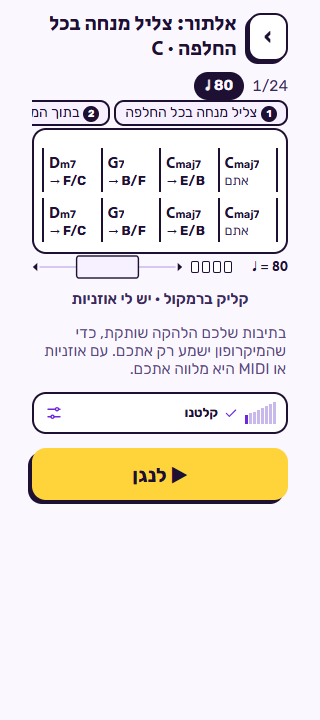 אלתור: צליל מנחה בכל
החלפה · C
1/24 ♩ 80
1 צליל מנחה בכל החלפה 2 בתוך המ
Dm7 G7 Cmaj7 Cmaj7
→ F/C → B/F → E/B אתם
Dm7 G7 Cmaj7 Cmaj7
→ F/C → B/F → E/B אתם
♩ = 80
קליק ברמקול • יש לי אוזניות
בתיבות שלכם הלהקה שותקת, כדי
שהמיקרופון ישמע רק אתכם. עם אוזניות
או MIDI היא מלווה אתכם.
קלטנו
לנגן